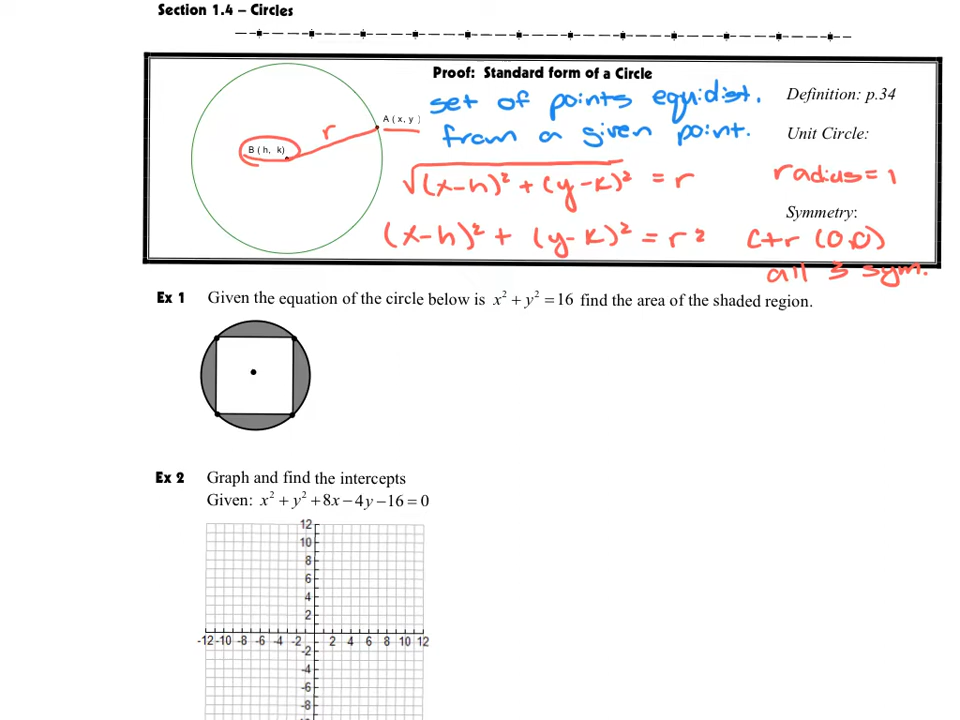 Section 1.4 – Circles
Proof: Standard form of a Circle
set of points equidist.
from a given point.
Definition: p.34
Unit Circle:
radius = 1
Symmetry:
ctr (0,0)
all 3 sym.
A ( x, y )
r
B ( h, k)
√(x-h)² + (y-k)² = r
(x-h)² + (y-k)² = r²
Ex 1 Given the equation of the circle below is x² + y² = 16 find the area of the shaded region.
Ex 2 Graph and find the intercepts
Given: x² + y² + 8x − 4y − 16 = 0
12
10
8
6
4
2
-12 -10 -8 -6 -4 -2 2 4 6 8 10 12
-2
-4
-6
-8